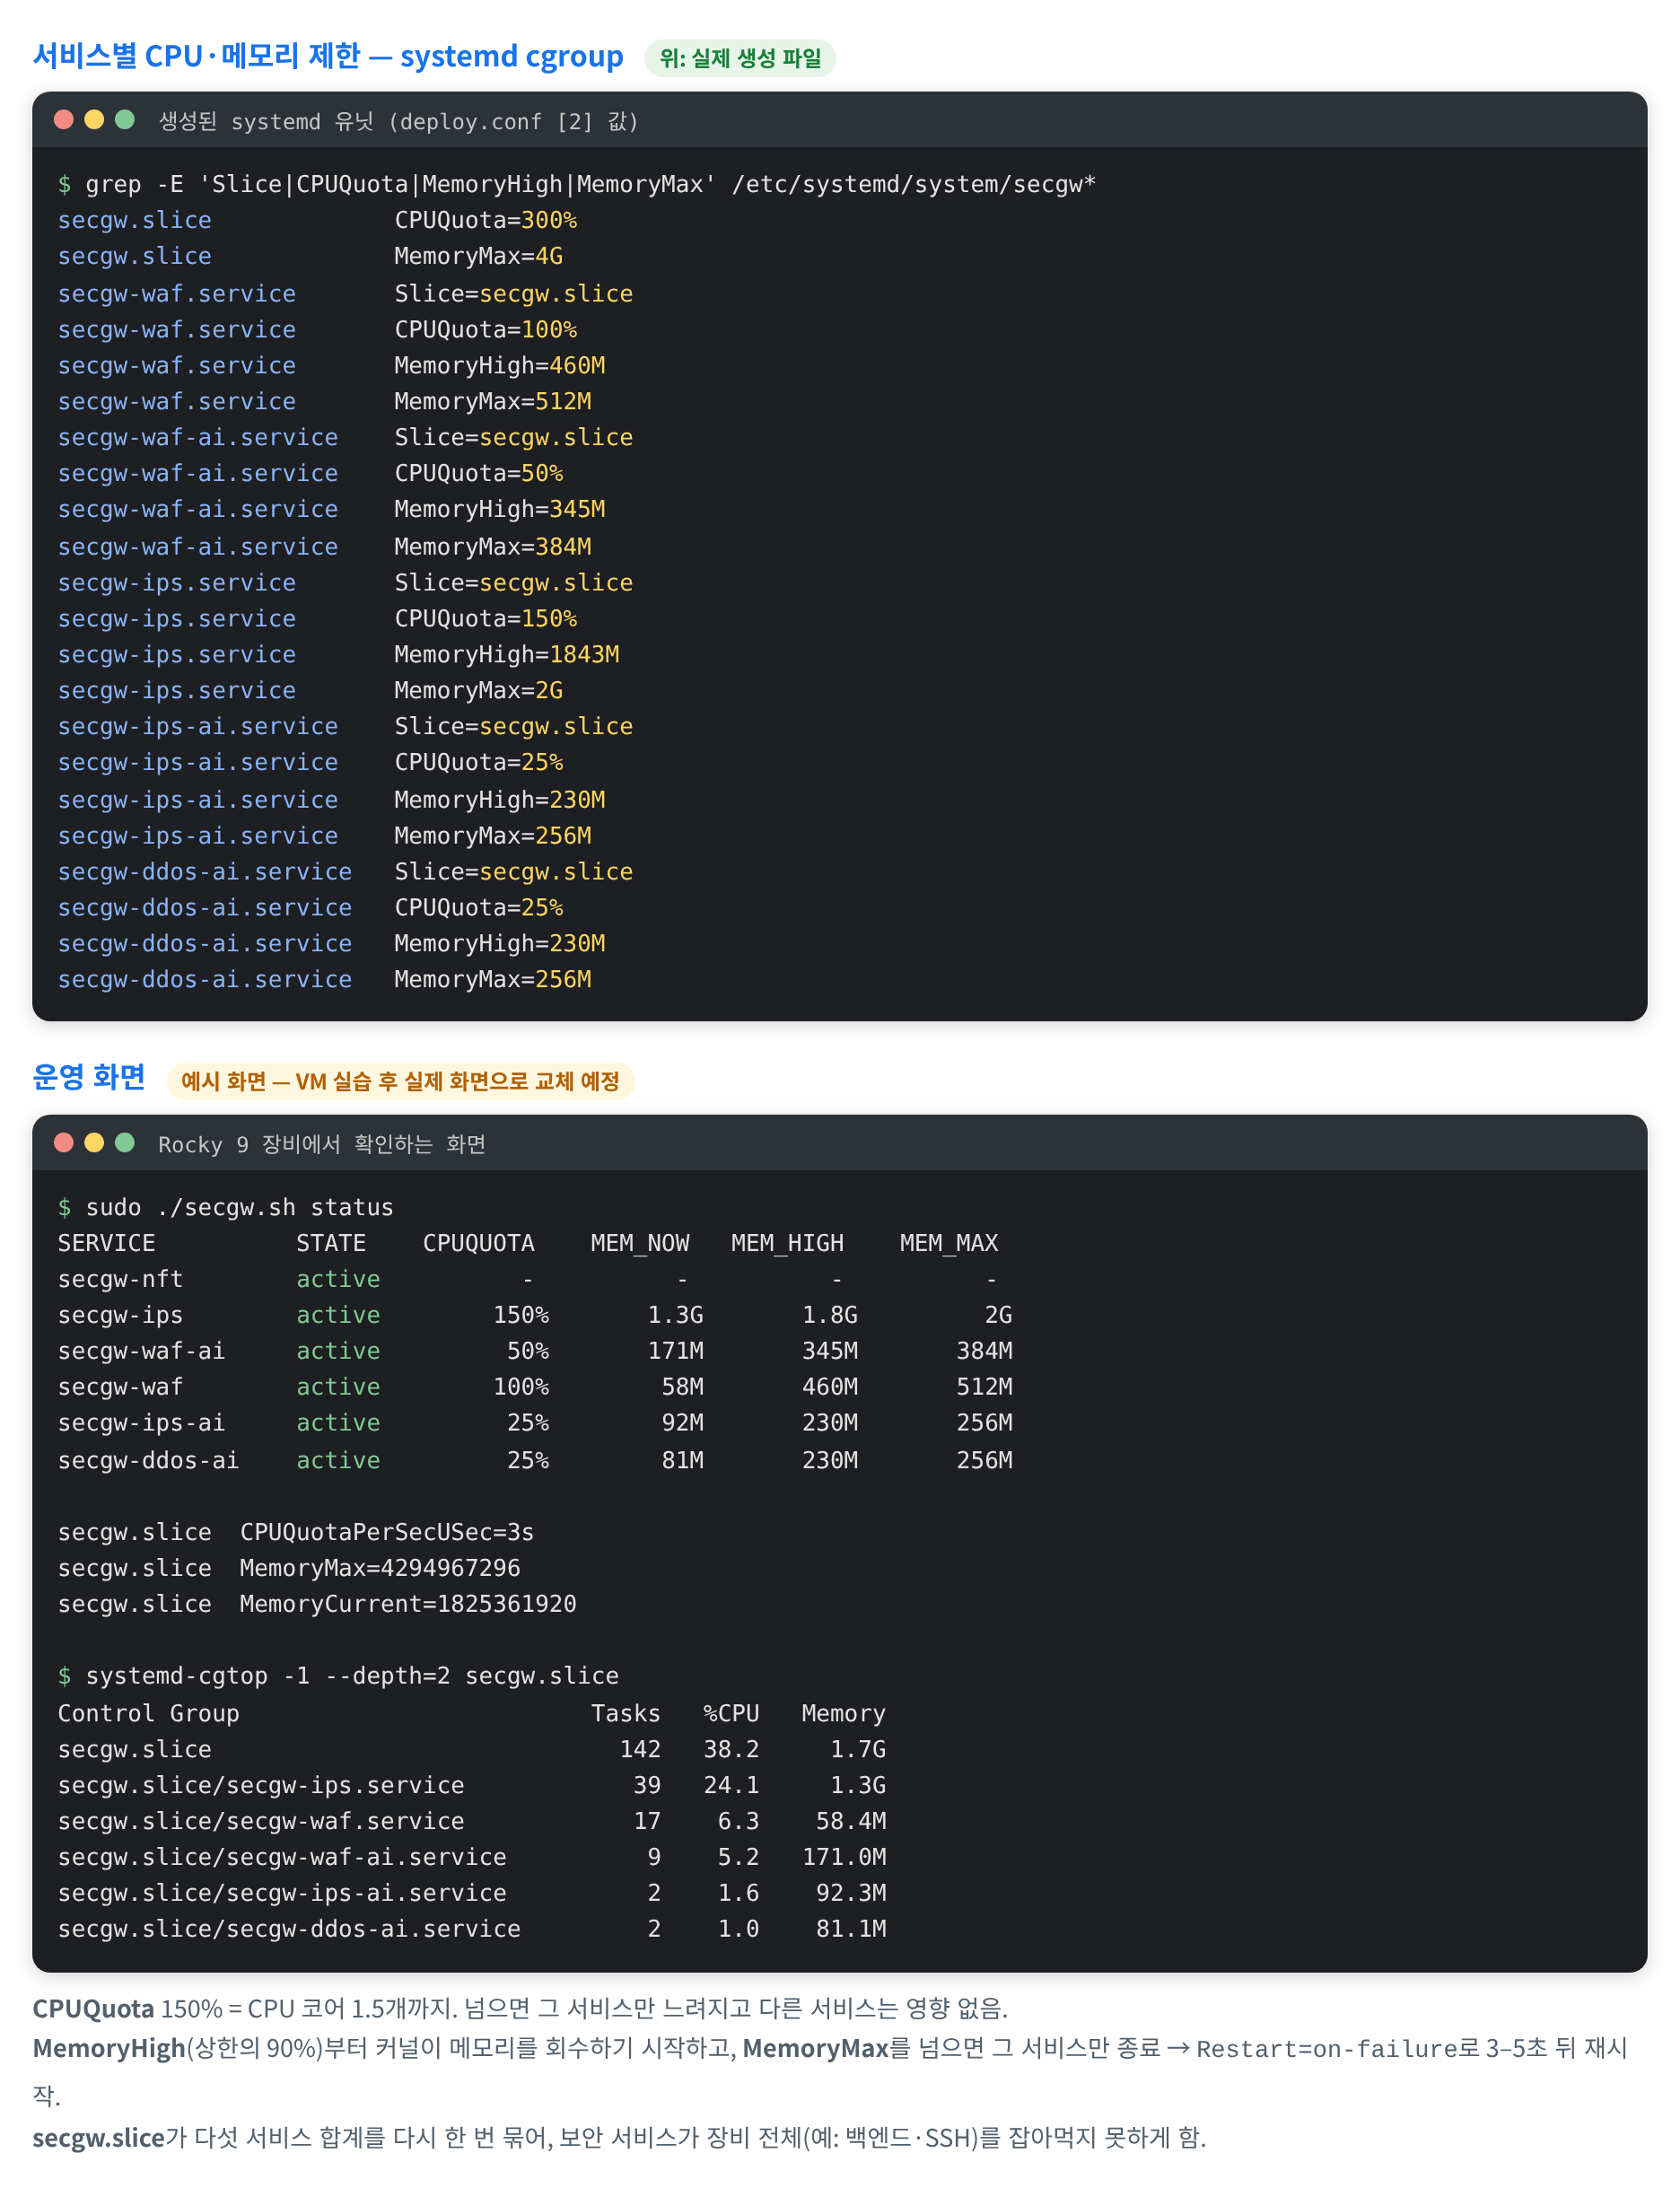 서비스별 CPU·메모리 제한 — systemd cgroup 위: 실제 생성 파일
생성된 systemd 유닛 (deploy.conf [2] 값)
$ grep -E 'Slice|CPUQuota|MemoryHigh|MemoryMax' /etc/systemd/system/secgw*
secgw.slice CPUQuota=300%
secgw.slice MemoryMax=4G
secgw-waf.service Slice=secgw.slice
secgw-waf.service CPUQuota=100%
secgw-waf.service MemoryHigh=460M
secgw-waf.service MemoryMax=512M
secgw-waf-ai.service Slice=secgw.slice
secgw-waf-ai.service CPUQuota=50%
secgw-waf-ai.service MemoryHigh=345M
secgw-waf-ai.service MemoryMax=384M
secgw-ips.service Slice=secgw.slice
secgw-ips.service CPUQuota=150%
secgw-ips.service MemoryHigh=1843M
secgw-ips.service MemoryMax=2G
secgw-ips-ai.service Slice=secgw.slice
secgw-ips-ai.service CPUQuota=25%
secgw-ips-ai.service MemoryHigh=230M
secgw-ips-ai.service MemoryMax=256M
secgw-ddos-ai.service Slice=secgw.slice
secgw-ddos-ai.service CPUQuota=25%
secgw-ddos-ai.service MemoryHigh=230M
secgw-ddos-ai.service MemoryMax=256M
운영 화면 예시 화면 — VM 실습 후 실제 화면으로 교체 예정
Rocky 9 장비에서 확인하는 화면
$ sudo ./secgw.sh status
SERVICE STATE CPUQUOTA MEM_NOW MEM_HIGH MEM_MAX
secgw-nft active - - - -
secgw-ips active 150% 1.3G 1.8G 2G
secgw-waf-ai active 50% 171M 345M 384M
secgw-waf active 100% 58M 460M 512M
secgw-ips-ai active 25% 92M 230M 256M
secgw-ddos-ai active 25% 81M 230M 256M
secgw.slice CPUQuotaPerSecUSec=3s
secgw.slice MemoryMax=4294967296
secgw.slice MemoryCurrent=1825361920
$ systemd-cgtop -1 --depth=2 secgw.slice
Control Group Tasks %CPU Memory
secgw.slice 142 38.2 1.7G
secgw.slice/secgw-ips.service 39 24.1 1.3G
secgw.slice/secgw-waf.service 17 6.3 58.4M
secgw.slice/secgw-waf-ai.service 9 5.2 171.0M
secgw.slice/secgw-ips-ai.service 2 1.6 92.3M
secgw.slice/secgw-ddos-ai.service 2 1.0 81.1M
CPUQuota 150% = CPU 코어 1.5개까지. 넘으면 그 서비스만 느려지고 다른 서비스는 영향 없음.
MemoryHigh(상한의 90%)부터 커널이 메모리를 회수하기 시작하고, MemoryMax를 넘으면 그 서비스만 종료 → Restart=on-failure로 3–5초 뒤 재시
작.
secgw.slice가 다섯 서비스 합계를 다시 한 번 묶어, 보안 서비스가 장비 전체(예: 백엔드·SSH)를 잡아먹지 못하게 함.